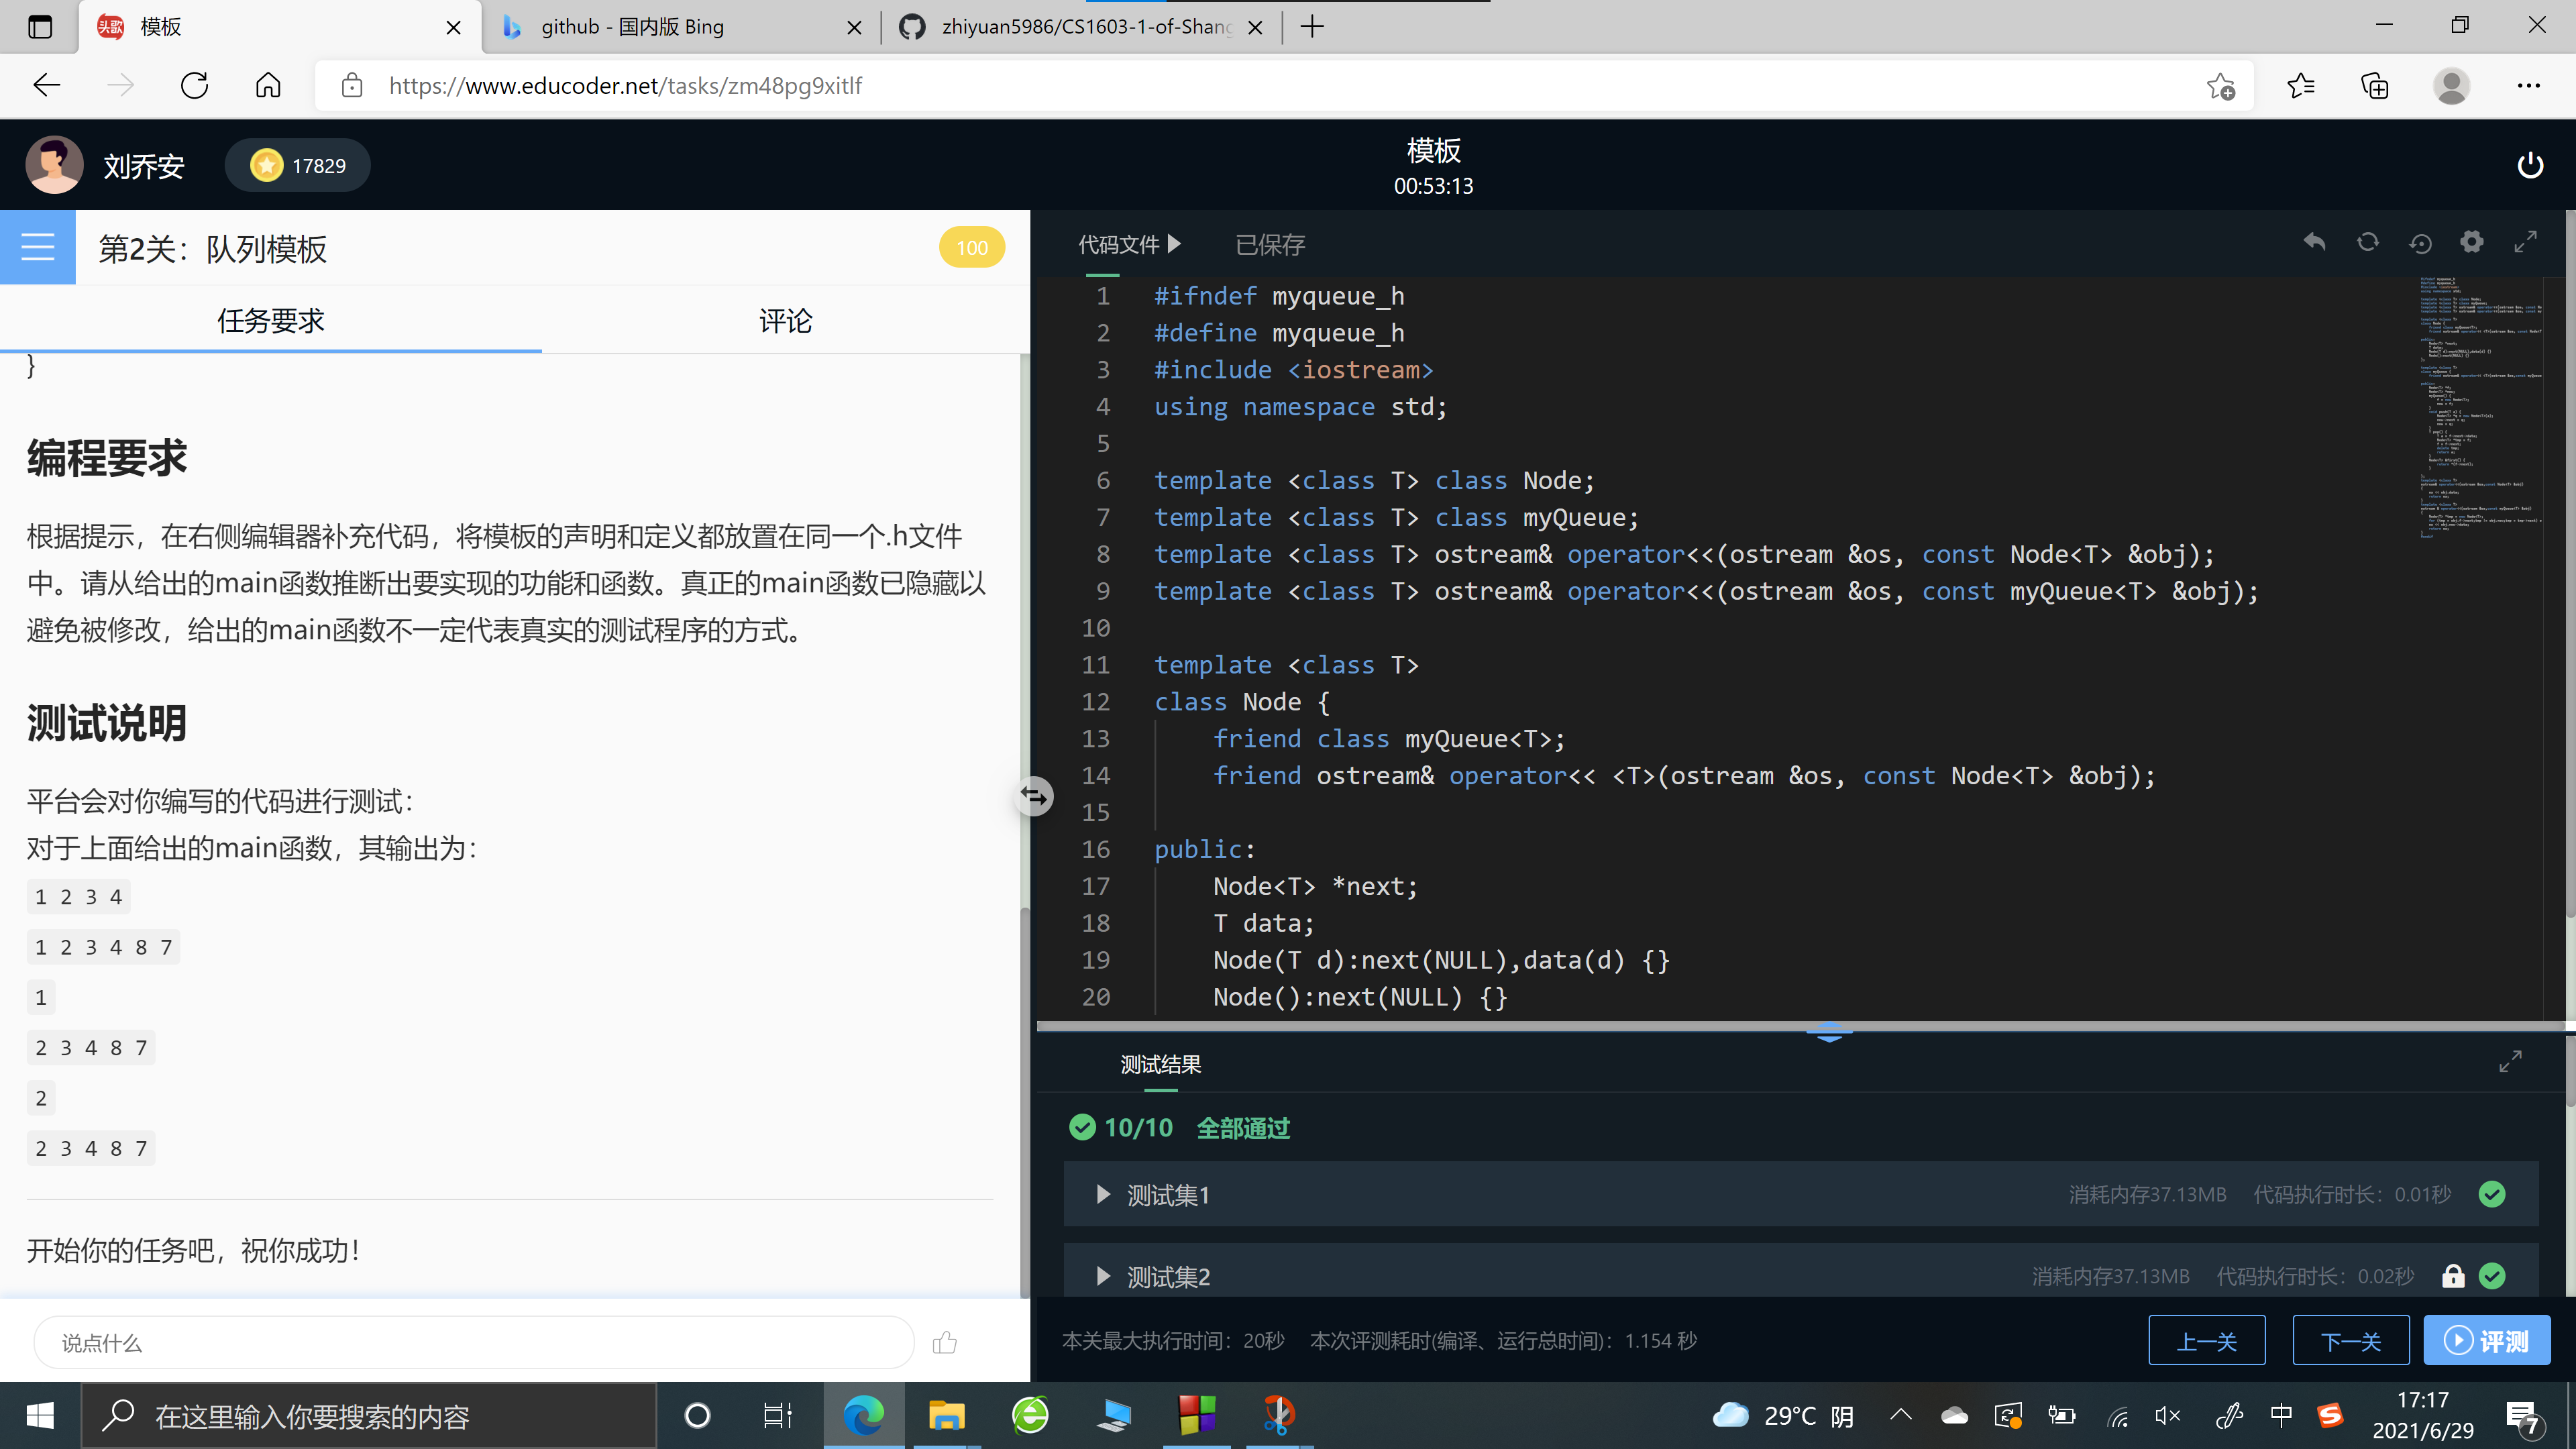 模板
github - 国内版 Bing
zhiyuan5986/CS1603-1-of-Shang
https://www.educoder.net/tasks/zm48pg9xitlf
刘乔安
17829
模板
00:53:13
第2关：队列模板
100
任务要求
评论
}
编程要求
根据提示，在右侧编辑器补充代码，将模板的声明和定义都放置在同一个.h文件
中。请从给出的main函数推断出要实现的功能和函数。真正的main函数已隐藏以
避免被修改，给出的main函数不一定代表真实的测试程序的方式。
测试说明
平台会对你编写的代码进行测试：
对于上面给出的main函数，其输出为：
1 2 3 4
1 2 3 4 8 7
1
2 3 4 8 7
2
2 3 4 8 7
开始你的任务吧，祝你成功！
说点什么
代码文件
已保存
1 #ifndef myqueue_h
2 #define myqueue_h
3 #include <iostream>
4 using namespace std;
5
6 template <class T> class Node;
7 template <class T> class myQueue;
8 template <class T> ostream& operator<<(ostream &os, const Node<T> &obj);
9 template <class T> ostream& operator<<(ostream &os, const myQueue<T> &obj);
10
11 template <class T>
12 class Node {
13 friend class myQueue<T>;
14 friend ostream& operator<< <T>(ostream &os, const Node<T> &obj);
15
16 public:
17 Node<T> *next;
18 T data;
19 Node(T d):next(NULL),data(d) {}
20 Node():next(NULL) {}
测试结果
10/10 全部通过
测试集1 消耗内存37.13MB 代码执行时长：0.01秒
测试集2 消耗内存37.13MB 代码执行时长：0.02秒
本关最大执行时间：20秒 本次评测耗时(编译、运行总时间)：1.154 秒
上一关
下一关
评测
在这里输入你要搜索的内容
29°C 阴
中
17:17
2021/6/29
7